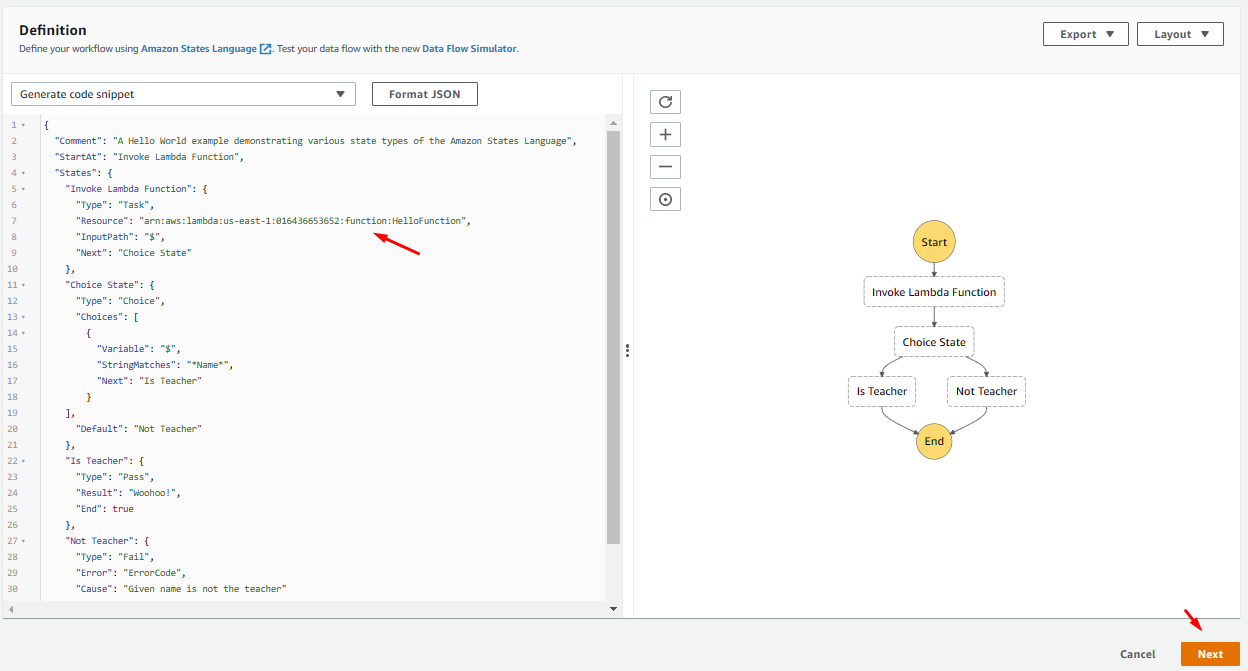 Definition
Define your workflow using Amazon States Language. Test your data flow with the new Data Flow Simulator.
Export
Layout
Generate code snippet
Format JSON
1 {
2 "Comment": "A Hello World example demonstrating various state types of the Amazon States Language",
3 "StartAt": "Invoke Lambda Function",
4 "States": {
5 "Invoke Lambda Function": {
6 "Type": "Task",
7 "Resource": "arn:aws:lambda:us-east-1:016436653652:function:HelloFunction",
8 "InputPath": "$",
9 "Next": "Choice State"
10 },
11 "Choice State": {
12 "Type": "Choice",
13 "Choices": [
14 {
15 "Variable": "$",
16 "StringMatches": "*Name*",
17 "Next": "Is Teacher"
18 }
19 ],
20 "Default": "Not Teacher"
21 },
22 "Is Teacher": {
23 "Type": "Pass",
24 "Result": "Woohoo!",
25 "End": true
26 },
27 "Not Teacher": {
28 "Type": "Fail",
29 "Error": "ErrorCode",
30 "Cause": "Given name is not the teacher"
Start
Invoke Lambda Function
Choice State
Is Teacher
Not Teacher
End
Cancel
Next